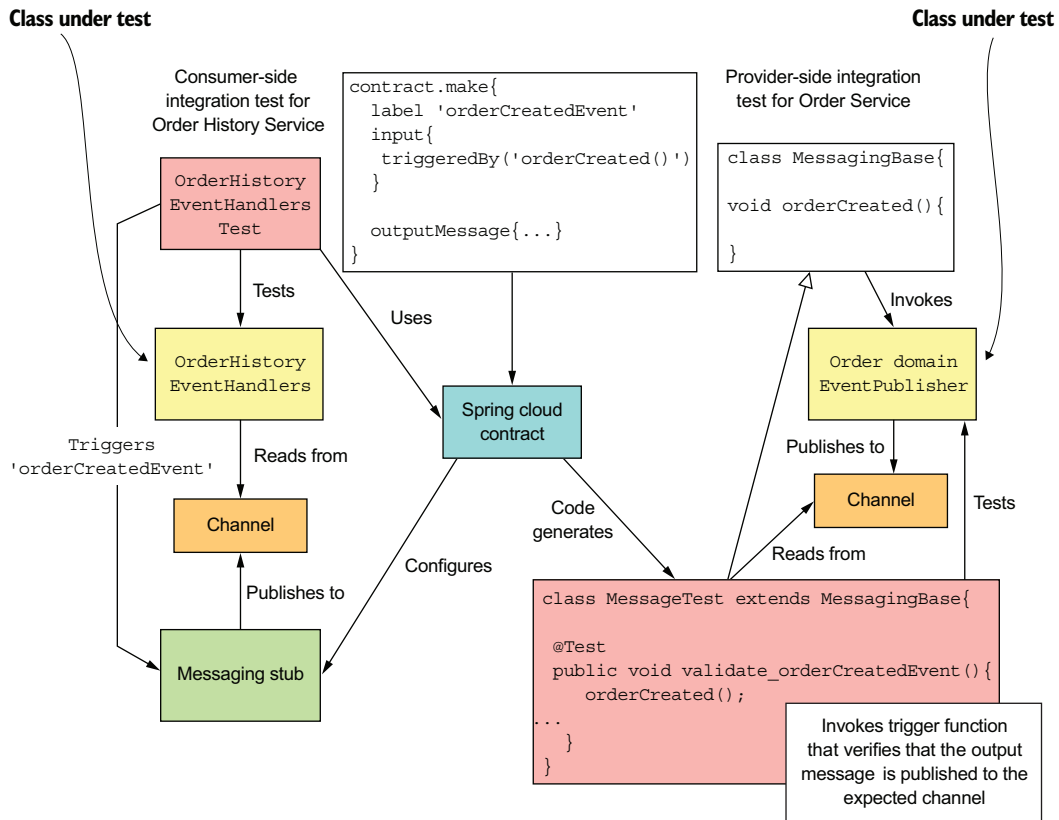 Class under test
Class under test
Consumer-side
integration test for
Order History Service
contract.make{
label 'orderCreatedEvent'
input{
triggeredBy('orderCreated()')
}
outputMessage{...}
}
Provider-side integration
test for Order Service
class MessagingBase{
void orderCreated(){
}
OrderHistory
EventHandlers
Test
Tests
Uses
Invokes
OrderHistory
EventHandlers
Spring cloud
contract
Order domain
EventPublisher
Triggers
'orderCreatedEvent'
Reads from
Publishes to
Channel
Code
generates
Channel
Tests
Configures
Reads from
Publishes to
Messaging stub
class MessageTest extends MessagingBase{
@Test
public void validate_orderCreatedEvent(){
orderCreated();
...
}
}
Invokes trigger function
that verifies that the output
message is published to the
expected channel